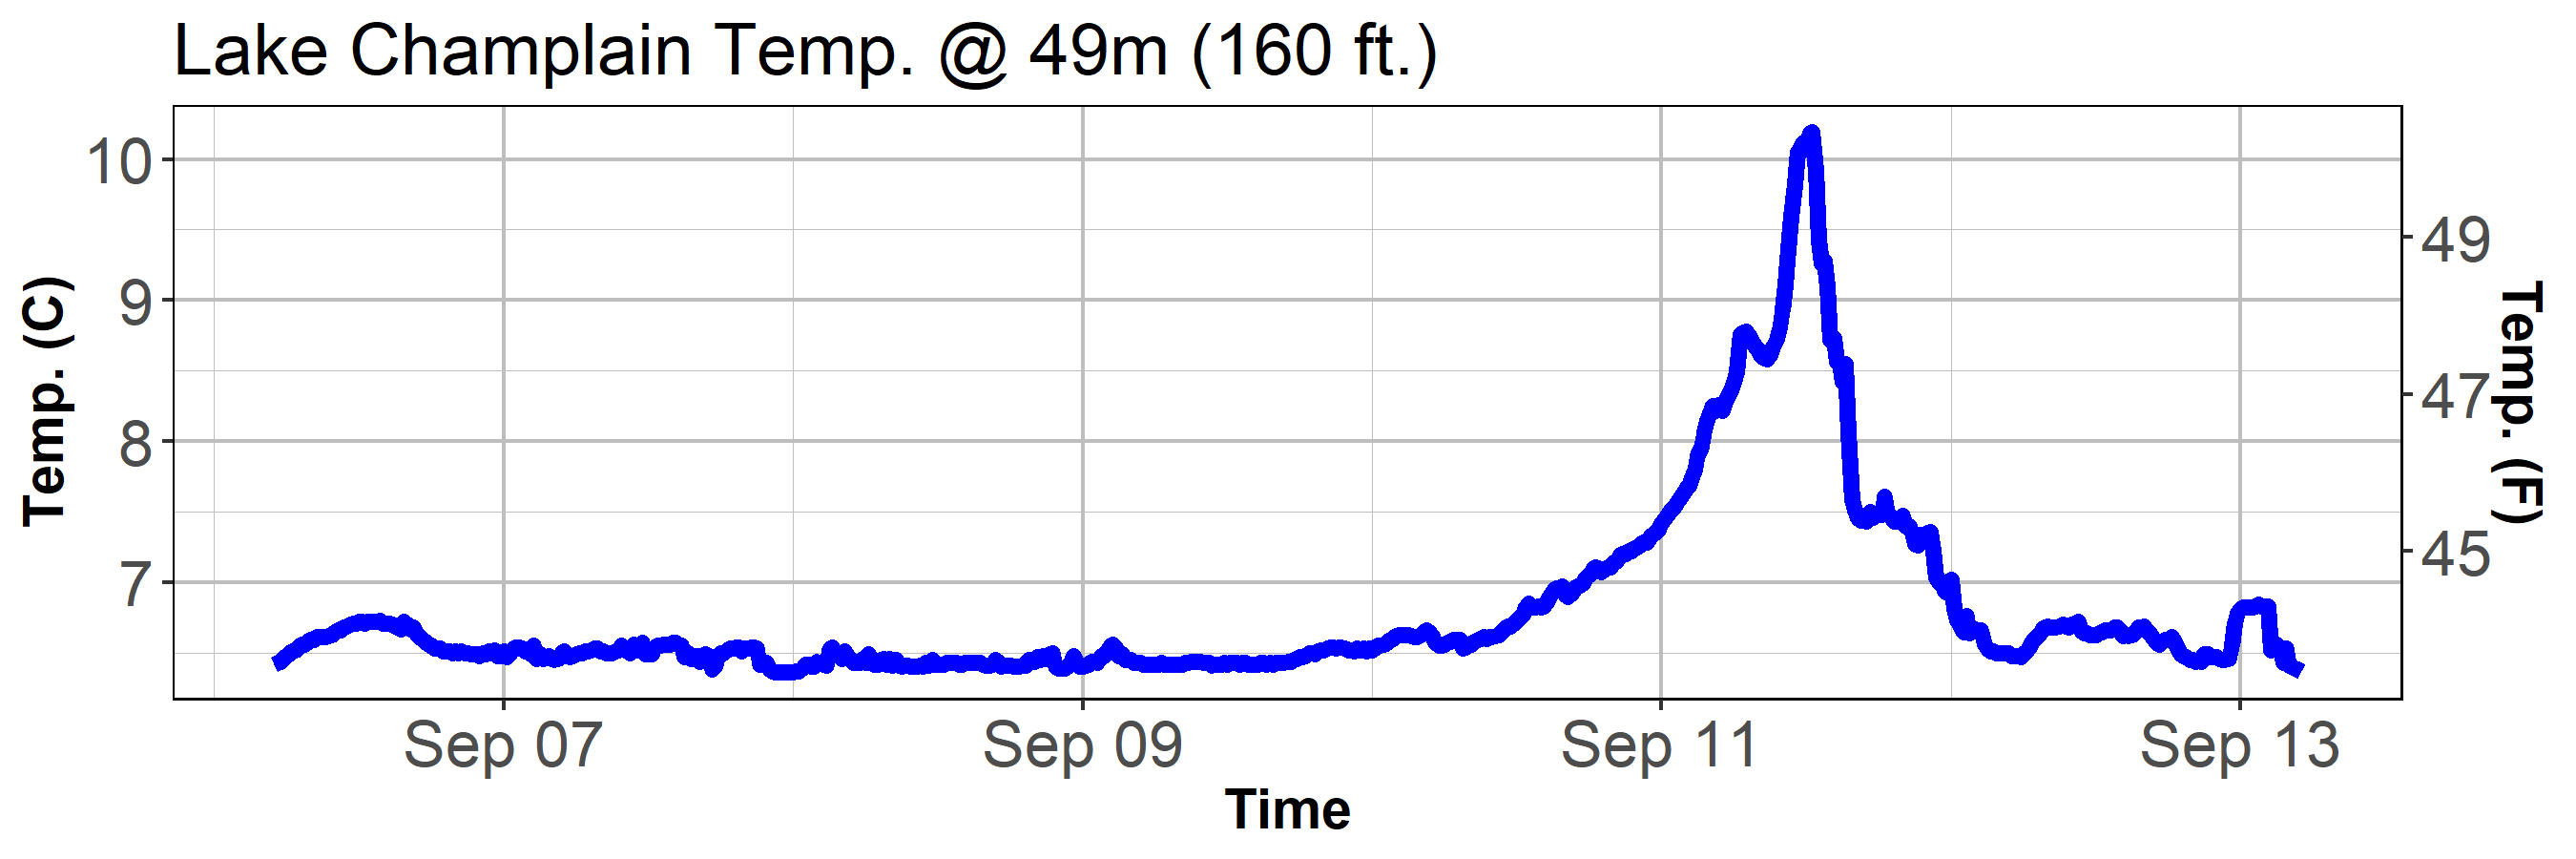 Lake Champlain Temp. @ 49m (160 ft.)
Temp. (C)
10
9
8
7
49
47
45
Temp. (F)
Sep 07 Sep 09 Sep 11 Sep 13
Time